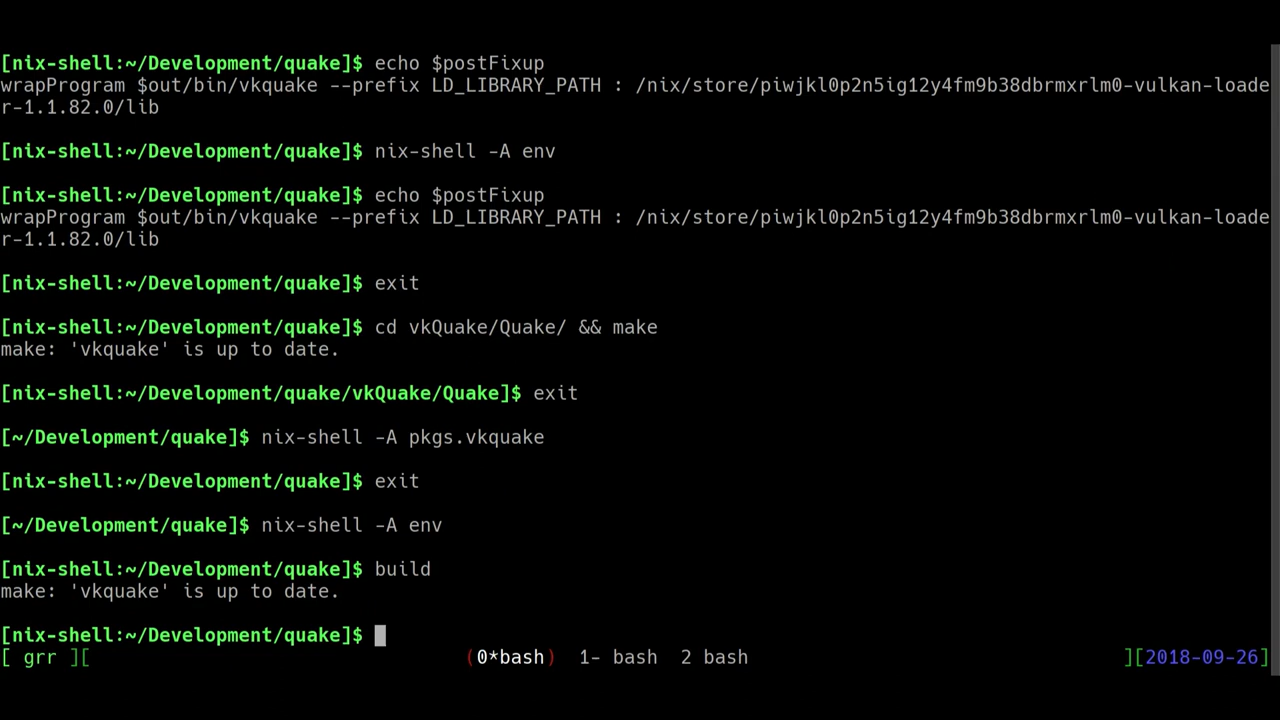 [nix-shell:~/Development/quake]$ echo $postFixup
wrapProgram $out/bin/vkquake --prefix LD_LIBRARY_PATH : /nix/store/piwjkl0p2n5ig12y4fm9b38dbrmxrlm0-vulkan-loade
r-1.1.82.0/lib
[nix-shell:~/Development/quake]$ nix-shell -A env
[nix-shell:~/Development/quake]$ echo $postFixup
wrapProgram $out/bin/vkquake --prefix LD_LIBRARY_PATH : /nix/store/piwjkl0p2n5ig12y4fm9b38dbrmxrlm0-vulkan-loade
r-1.1.82.0/lib
[nix-shell:~/Development/quake]$ exit
[nix-shell:~/Development/quake]$ cd vkQuake/Quake/ && make
make: 'vkquake' is up to date.
[nix-shell:~/Development/quake/vkQuake/Quake]$ exit
[~/Development/quake]$ nix-shell -A pkgs.vkquake
[nix-shell:~/Development/quake]$ exit
[~/Development/quake]$ nix-shell -A env
[nix-shell:~/Development/quake]$ build
make: 'vkquake' is up to date.
[nix-shell:~/Development/quake]$
[ grr ][ (0*bash) 1- bash 2 bash ][2018-09-26]